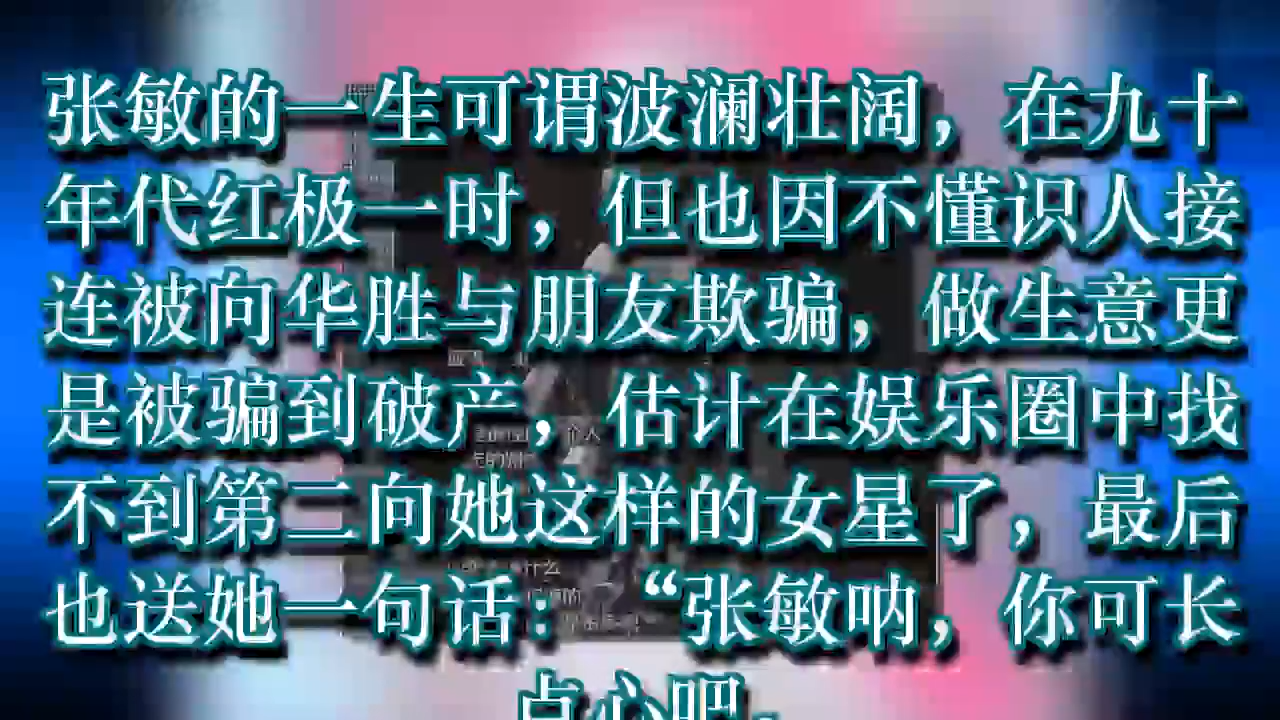 张敏的一生可谓波澜壮阔，在九十
年代红极一时，但也因不懂识人接
连被向华胜与朋友欺骗，做生意更
是被骗到破产，估计在娱乐圈中找
不到第二向她这样的女星了，最后
也送她一句话：“张敏呐，你可长
点心吧。